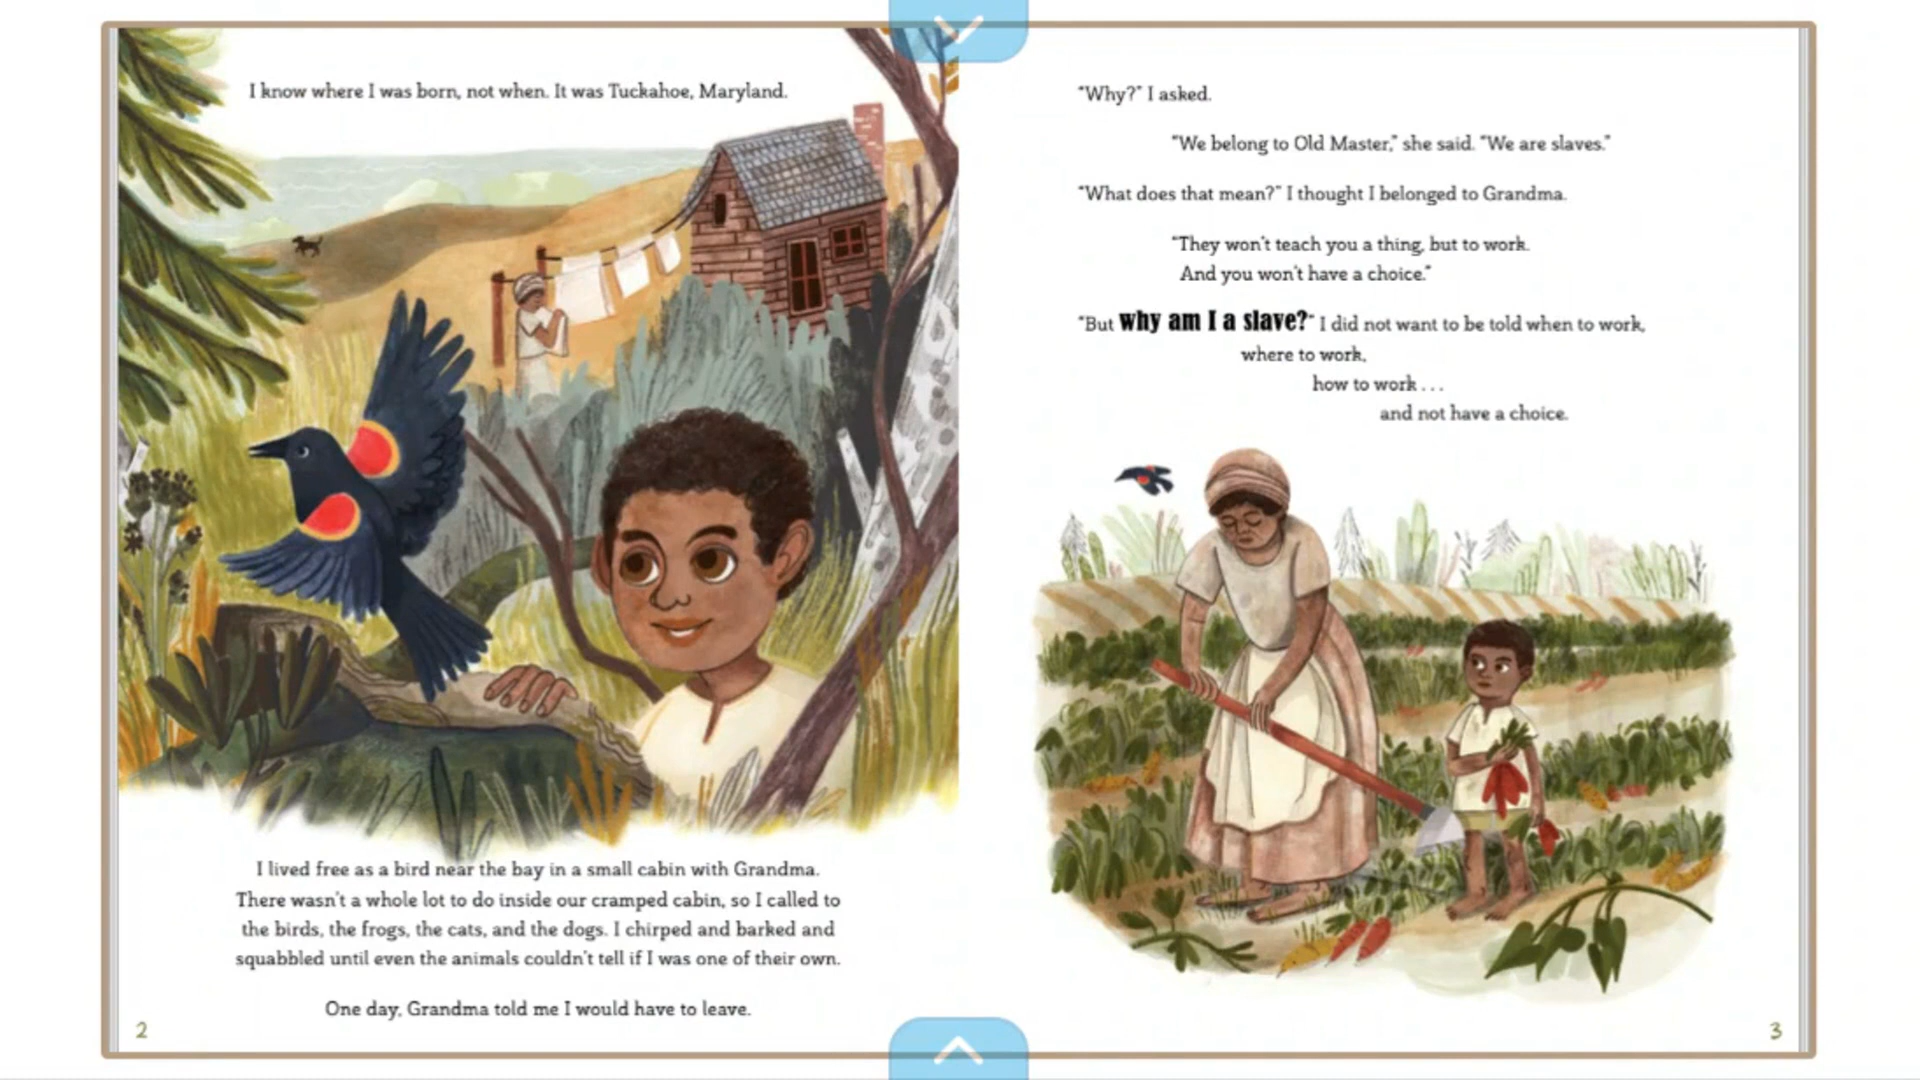 I know where I was born, not when. It was Tuckahoe, Maryland.
I lived free as a bird near the bay in a small cabin with Grandma.
There wasn't a whole lot to do inside our cramped cabin, so I called to
the birds, the frogs, the cats, and the dogs. I chirped and barked and
squabbled until even the animals couldn't tell if I was one of their own.
One day, Grandma told me I would have to leave.
2
"Why?" I asked.
"We belong to Old Master," she said. "We are slaves."
"What does that mean?" I thought I belonged to Grandma.
"They won't teach you a thing, but to work.
And you won't have a choice."
"But why am I a slave?" I did not want to be told when to work,
where to work,
how to work . . .
and not have a choice.
3